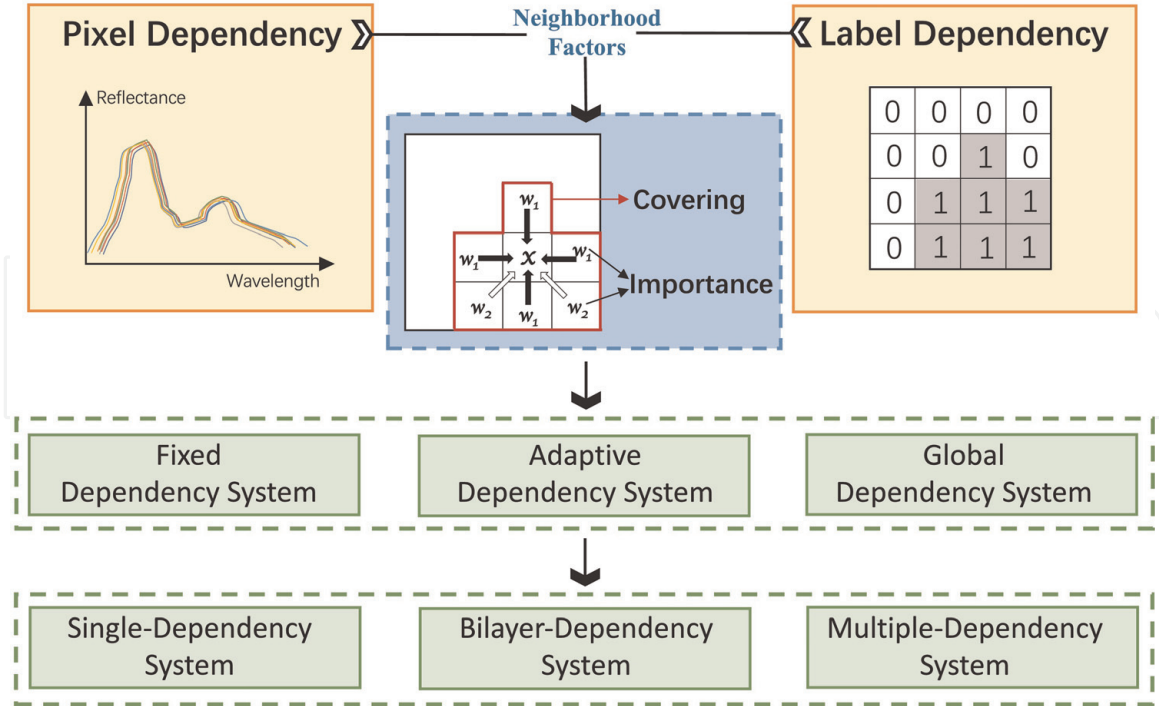 Pixel Dependency
Neighborhood
Factors
Label Dependency
Reflectance
Wavelength
w1
w1 x w1
w2 w1 w2
Covering
Importance
0 0 0 0
0 0 1 0
0 1 1 1
0 1 1 1
Fixed
Dependency System
Adaptive
Dependency System
Global
Dependency System
Single-Dependency
System
Bilayer-Dependency
System
Multiple-Dependency
System